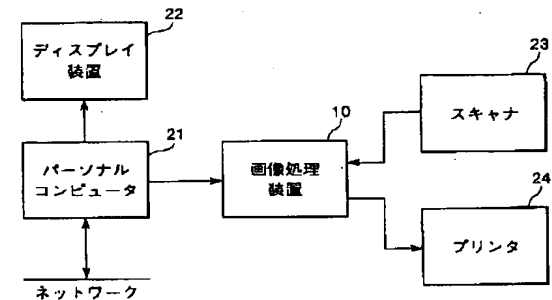 22
ディスプレイ
装置
21
パーソナル
コンピュータ
ネットワーク
10
画像処理
装置
23
スキャナ
24
プリンタ